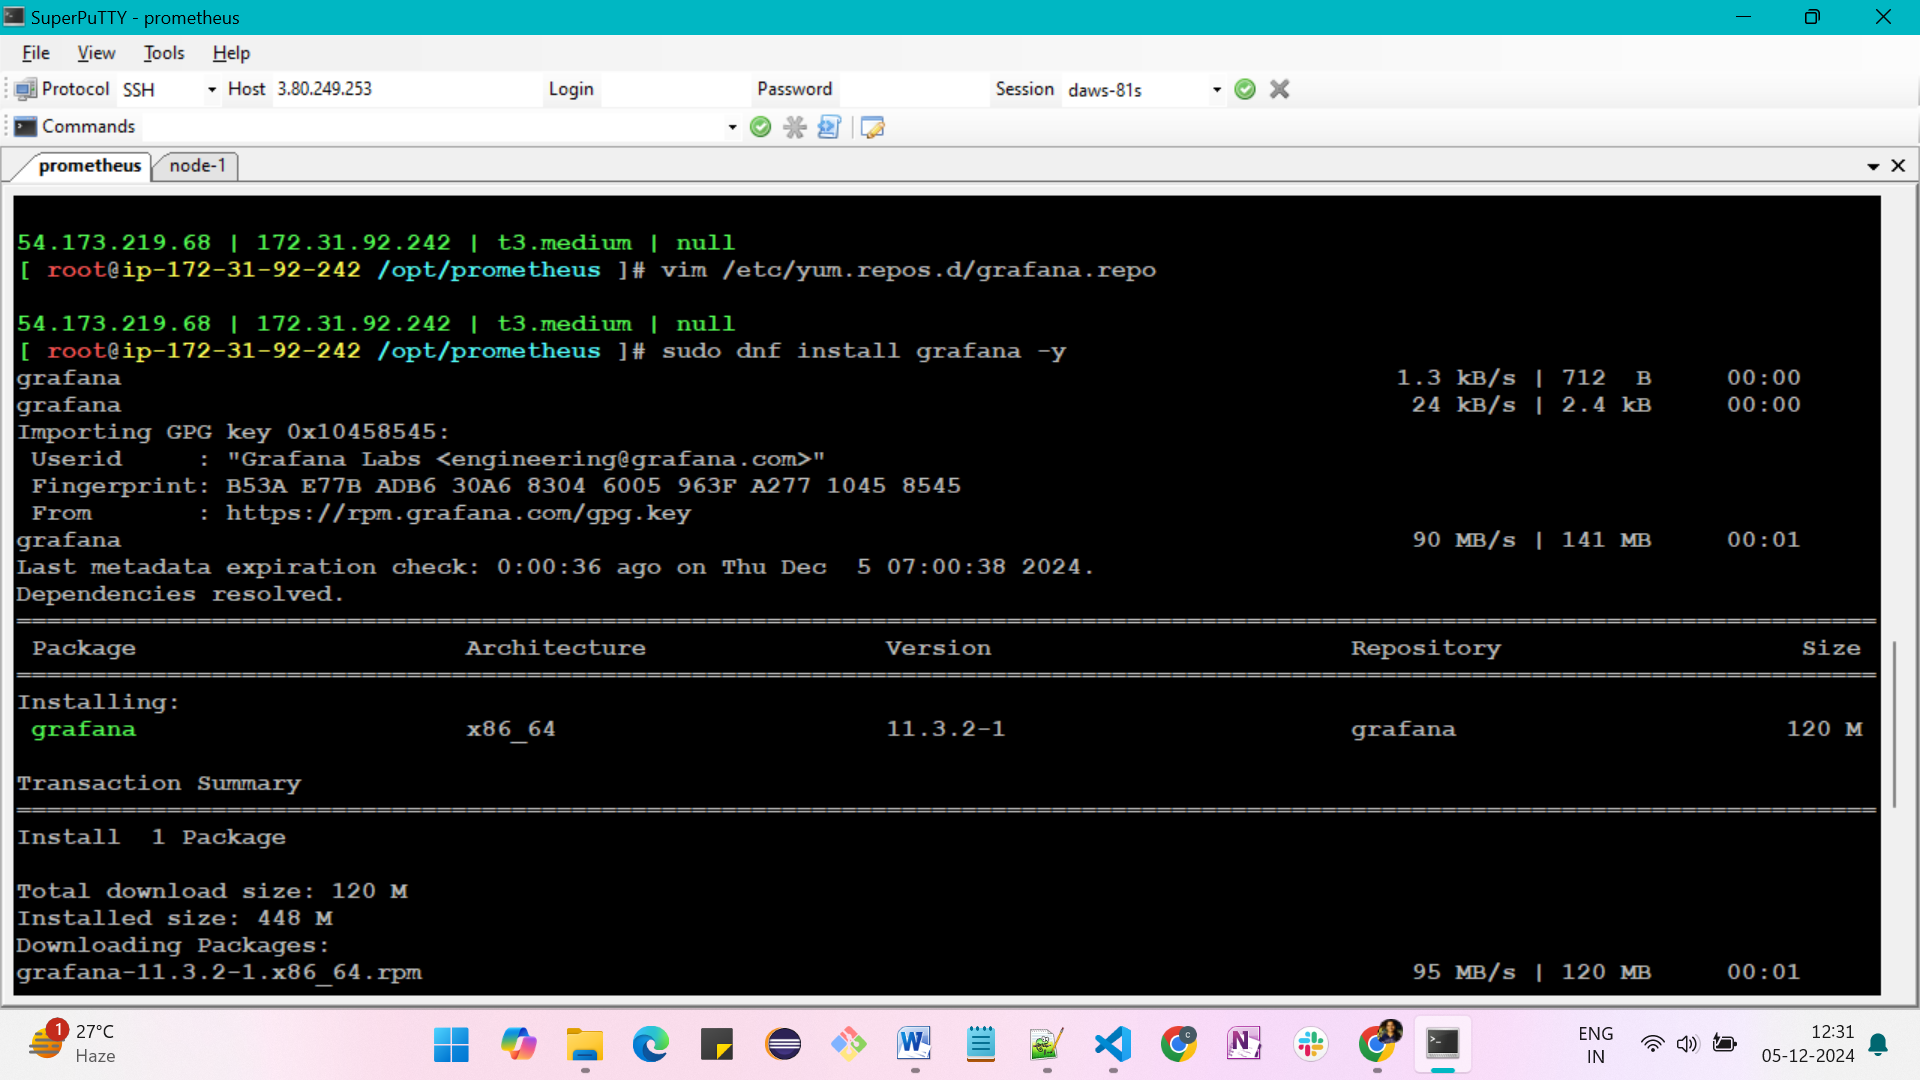 SuperPuTTY - prometheus
File View Tools Help
Protocol SSH Host 3.80.249.253 Login Password Session daws-81s
Commands
prometheus node-1
54.173.219.68 | 172.31.92.242 | t3.medium | null
[ root@ip-172-31-92-242 /opt/prometheus ]# vim /etc/yum.repos.d/grafana.repo
54.173.219.68 | 172.31.92.242 | t3.medium | null
[ root@ip-172-31-92-242 /opt/prometheus ]# sudo dnf install grafana -y
grafana 1.3 kB/s | 712 B 00:00
grafana 24 kB/s | 2.4 kB 00:00
Importing GPG key 0x10458545:
Userid : "Grafana Labs <engineering@grafana.com>"
Fingerprint: B53A E77B ADB6 30A6 8304 6005 963F A277 1045 8545
From : https://rpm.grafana.com/gpg.key
grafana 90 MB/s | 141 MB 00:01
Last metadata expiration check: 0:00:36 ago on Thu Dec 5 07:00:38 2024.
Dependencies resolved.
Package Architecture Version Repository Size
Installing:
grafana x86_64 11.3.2-1 grafana 120 M
Transaction Summary
Install 1 Package
Total download size: 120 M
Installed size: 448 M
Downloading Packages:
grafana-11.3.2-1.x86_64.rpm 95 MB/s | 120 MB 00:01
1 27°C ENG 12:31
Haze IN 05-12-2024